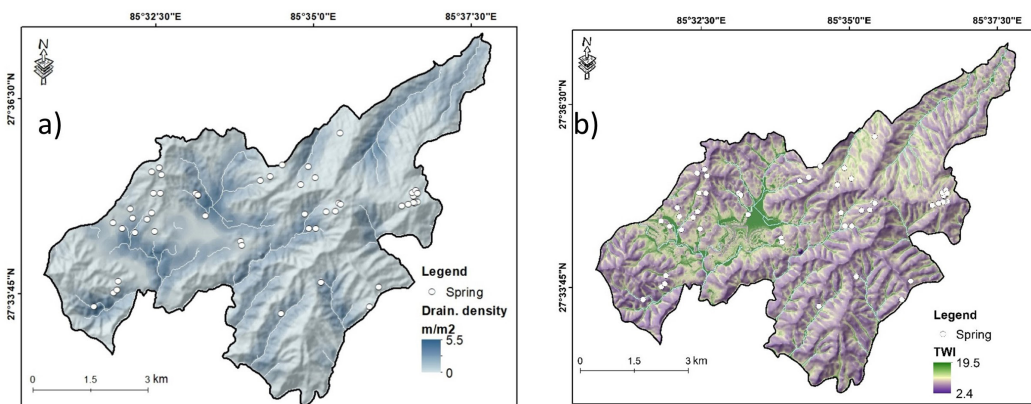 85°32'30"E 85°35'0"E 85°37'30"E
N
a)
27°36'30"N
27°33'45"N
Legend
Spring
Drain. density
m/m2
5.5
0
0 1.5 3 km
85°32'30"E 85°35'0"E 85°37'30"E
N
b)
27°36'30"N
27°33'45"N
Legend
Spring
TWI
19.5
2.4
0 1.5 3 km